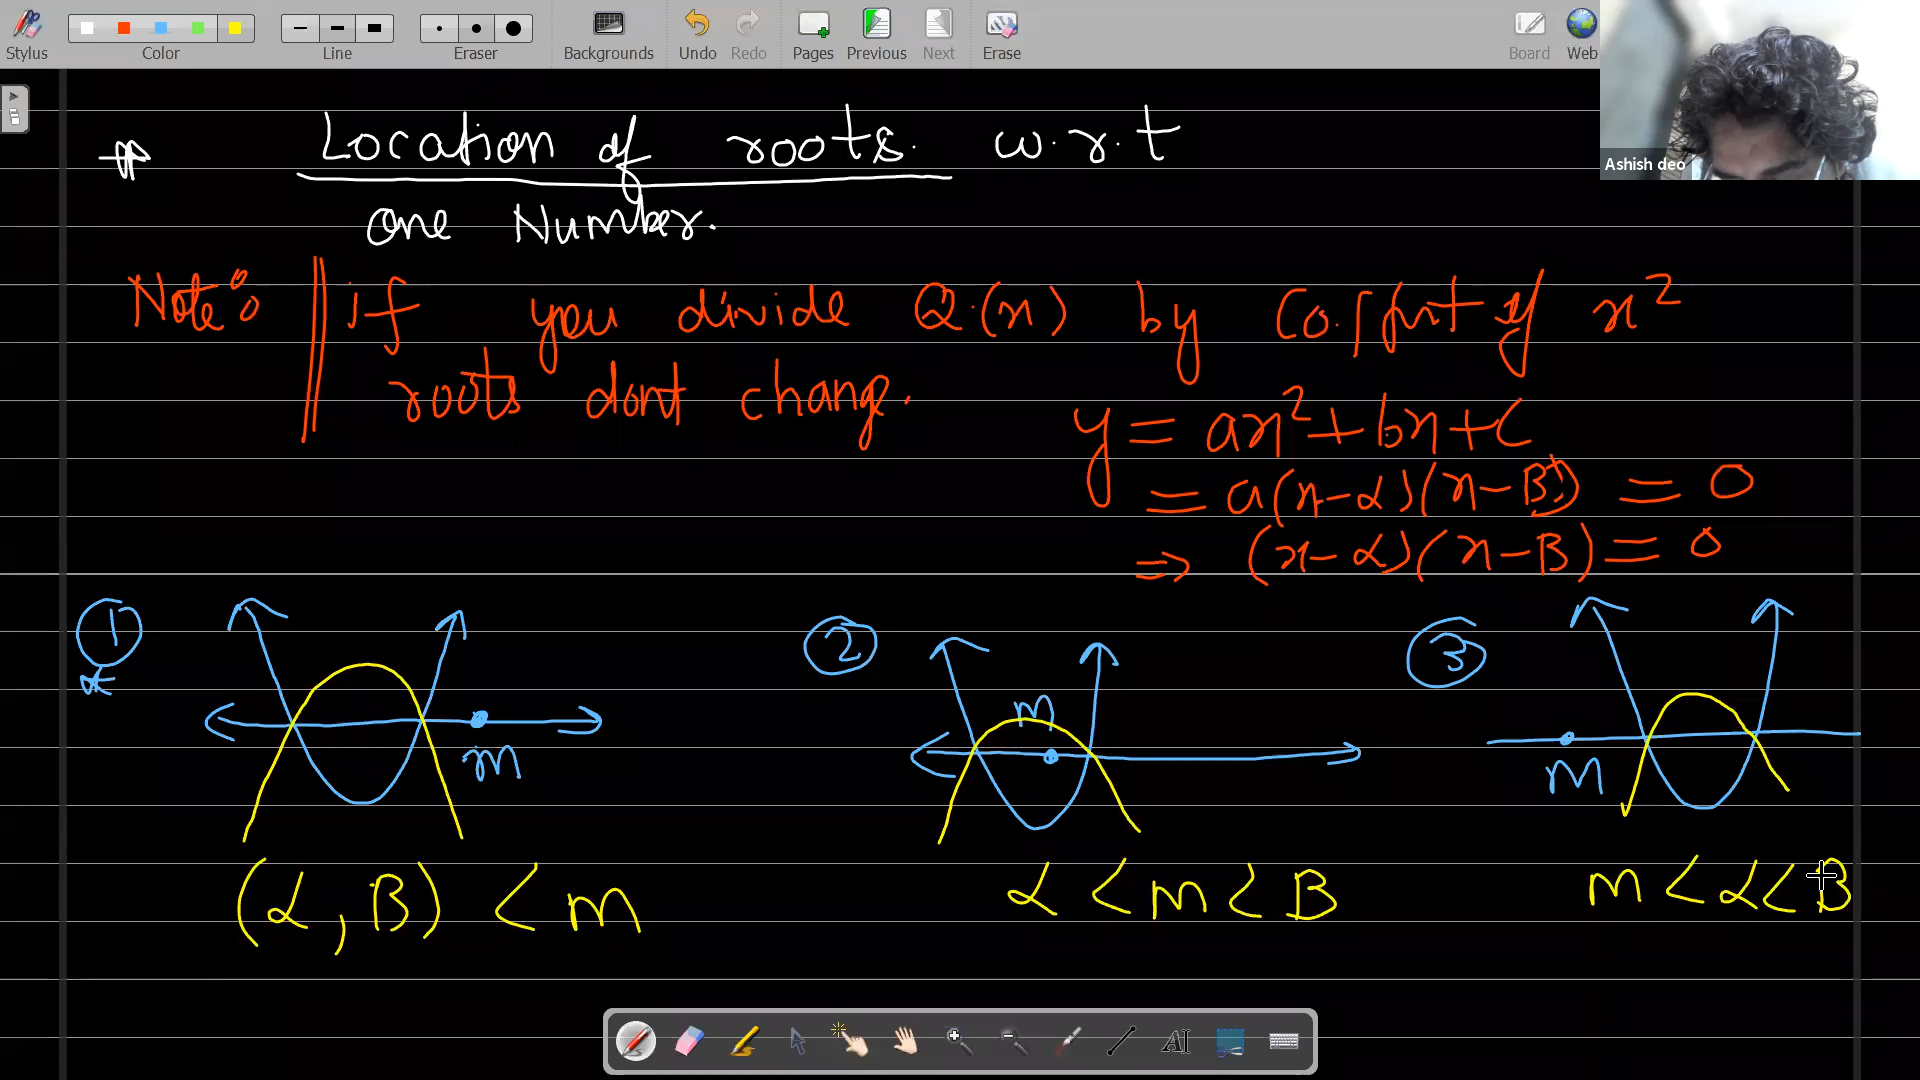 Stylus Color Line Eraser Backgrounds Undo Redo Pages Previous Next Erase Board Web
Ashish deo
Location of roots. w.r.t
one Number.
Note: if you divide Q.(x) by of x²
roots dont change.
y = ax²+bx+c
= a(x-α)(x-β) = 0
⇒ (x-α)(x-β) = 0
① ② ③
m m m
(α, β) < m α < m < β m < α < β